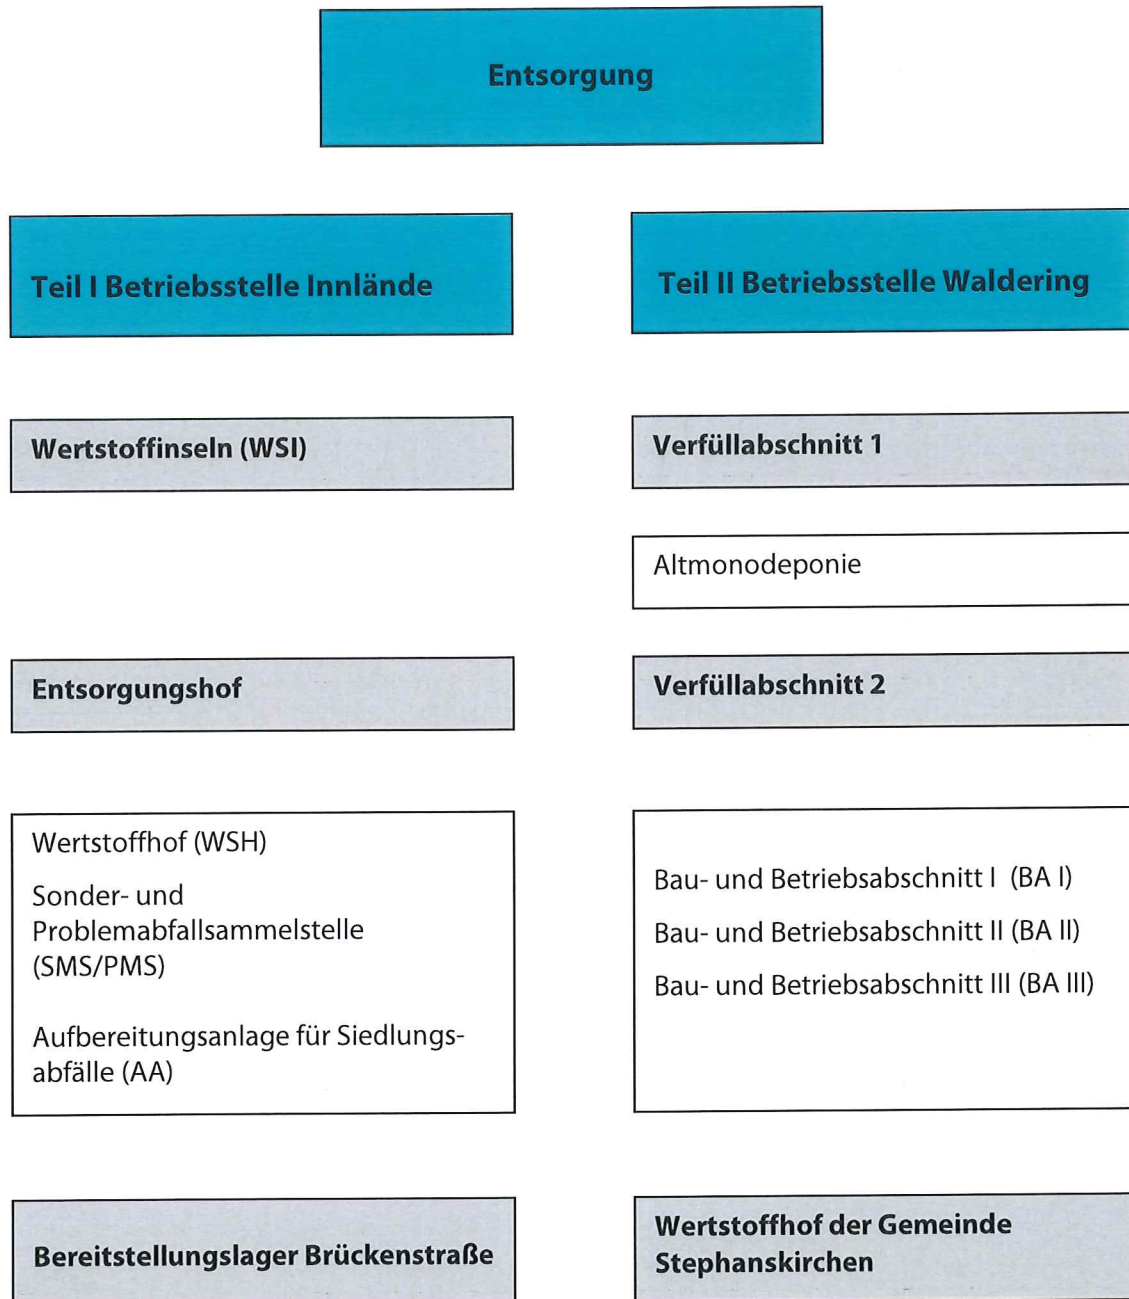 Entsorgung
Teil I Betriebsstelle Innlände
Teil II Betriebsstelle Waldering
Wertstoffinseln (WSI)
Verfüllabschnitt 1
Altmonodeponie
Entsorgungshof
Verfüllabschnitt 2
Wertstoffhof (WSH)
Sonder- und
Problemabfallsammelstelle
(SMS/PMS)
Aufbereitungsanlage für Siedlungs-
abfälle (AA)
Bau- und Betriebsabschnitt I (BA I)
Bau- und Betriebsabschnitt II (BA II)
Bau- und Betriebsabschnitt III (BA III)
Bereitstellungslager Brückenstraße
Wertstoffhof der Gemeinde
Stephanskirchen